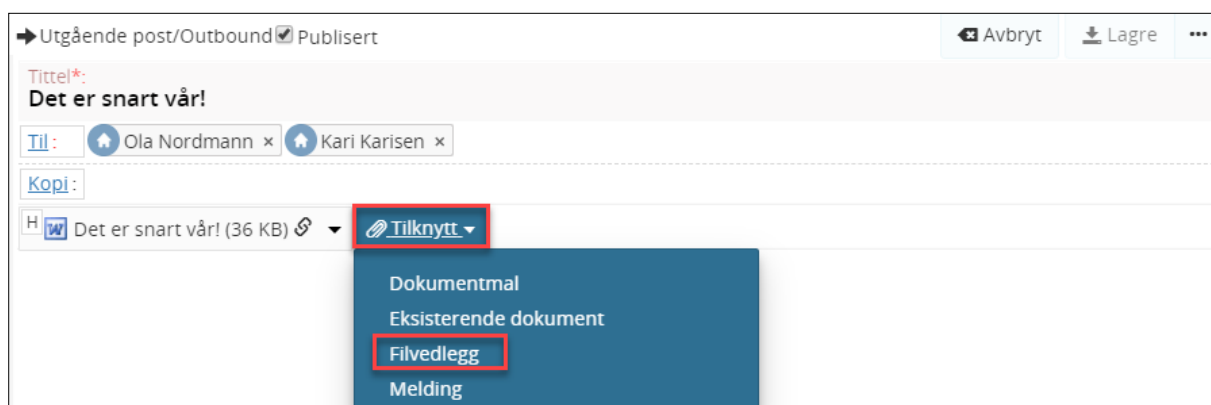 Utgående post/Outbound Publisert Avbryt Lagre
Tittel*:
Det er snart vår!
Til: Ola Nordmann × Kari Karisen ×
Kopi:
H W Det er snart vår! (36 KB) Tilknytt
Dokumentmal
Eksisterende dokument
Filvedlegg
Melding